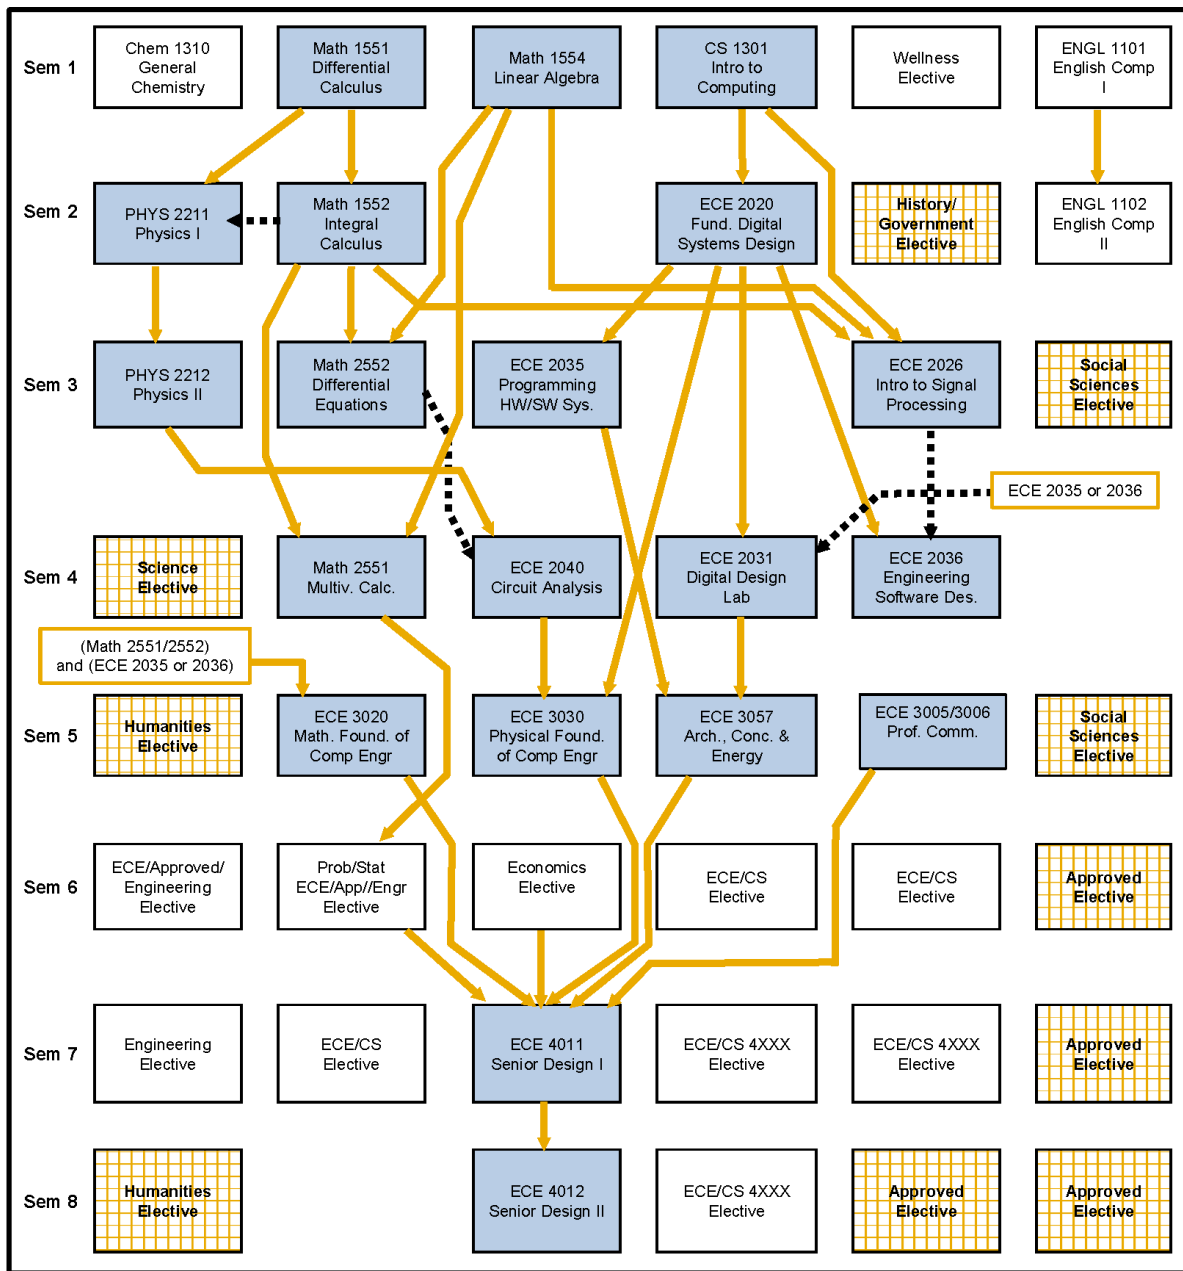 Sem 1
Chem 1310
General
Chemistry
Math 1551
Differential
Calculus
Math 1554
Linear Algebra
CS 1301
Intro to
Computing
Wellness
Elective
ENGL 1101
English Comp
I
Sem 2
PHYS 2211
Physics I
Math 1552
Integral
Calculus
ECE 2020
Fund. Digital
Systems Design
History/
Government
Elective
ENGL 1102
English Comp
II
Sem 3
PHYS 2212
Physics II
Math 2552
Differential
Equations
ECE 2035
Programming
HW/SW Sys.
ECE 2026
Intro to Signal
Processing
Social
Sciences
Elective
ECE 2035 or 2036
Sem 4
Science
Elective
Math 2551
Multiv. Calc.
ECE 2040
Circuit Analysis
ECE 2031
Digital Design
Lab
ECE 2036
Engineering
Software Des.
(Math 2551/2552)
and (ECE 2035 or 2036)
Sem 5
Humanities
Elective
ECE 3020
Math. Found. of
Comp Engr
ECE 3030
Physical Found.
of Comp Engr
ECE 3057
Arch., Conc. &
Energy
ECE 3005/3006
Prof. Comm.
Social
Sciences
Elective
Sem 6
ECE/Approved/
Engineering
Elective
Prob/Stat
ECE/App//Engr
Elective
Economics
Elective
ECE/CS
Elective
ECE/CS
Elective
Approved
Elective
Sem 7
Engineering
Elective
ECE/CS
Elective
ECE 4011
Senior Design I
ECE/CS 4XXX
Elective
ECE/CS 4XXX
Elective
Approved
Elective
Sem 8
Humanities
Elective
ECE 4012
Senior Design II
ECE/CS 4XXX
Elective
Approved
Elective
Approved
Elective